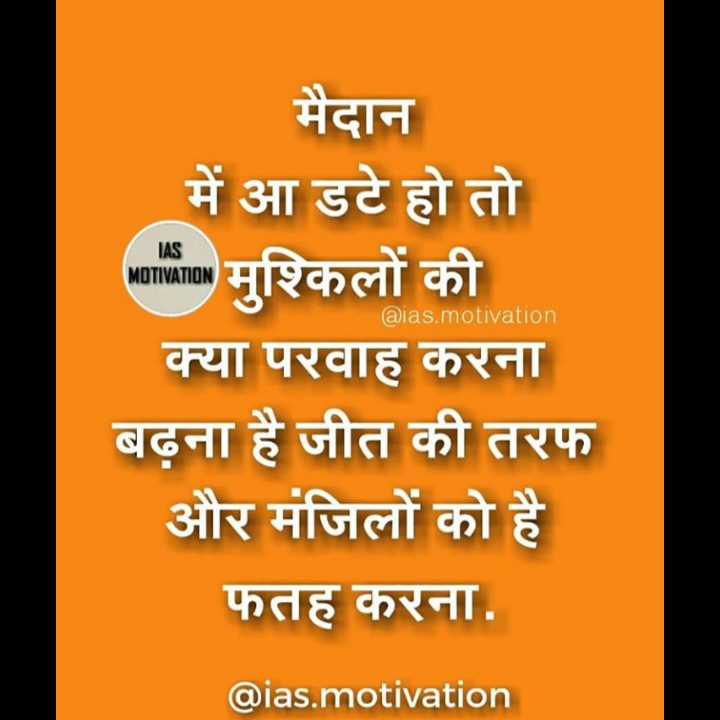 मैदान
में आ डटे हो तो
IAS
MOTIVATION
मुश्किलों की
@ias.motivation
क्या परवाह करना
बढ़ना है जीत की तरफ
और मंजिलों को है
फतह करना.
@ias.motivation